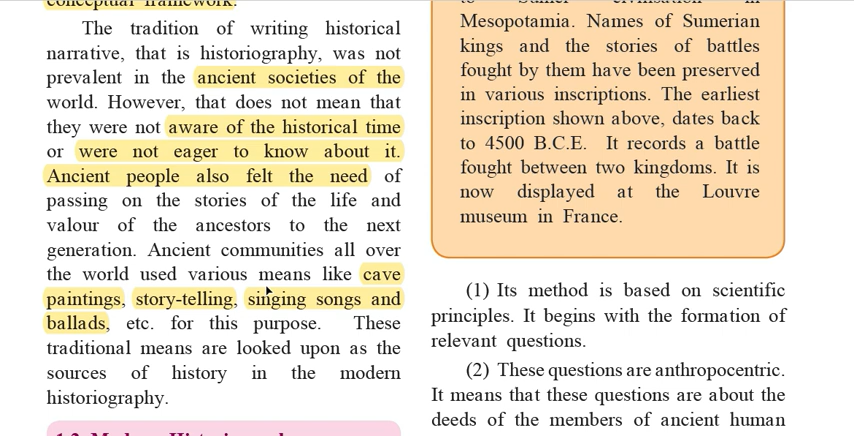 conceptual framework.
The tradition of writing historical
narrative, that is historiography, was not
prevalent in the ancient societies of the
world. However, that does not mean that
they were not aware of the historical time
or were not eager to know about it.
Ancient people also felt the need of
passing on the stories of the life and
valour of the ancestors to the next
generation. Ancient communities all over
the world used various means like cave
paintings, story-telling, singing songs and
ballads, etc. for this purpose. These
traditional means are looked upon as the
sources of history in the modern
historiography.
to Sumer civilisation in
Mesopotamia. Names of Sumerian
kings and the stories of battles
fought by them have been preserved
in various inscriptions. The earliest
inscription shown above, dates back
to 4500 B.C.E. It records a battle
fought between two kingdoms. It is
now displayed at the Louvre
museum in France.
(1) Its method is based on scientific
principles. It begins with the formation of
relevant questions.
(2) These questions are anthropocentric.
It means that these questions are about the
deeds of the members of ancient human